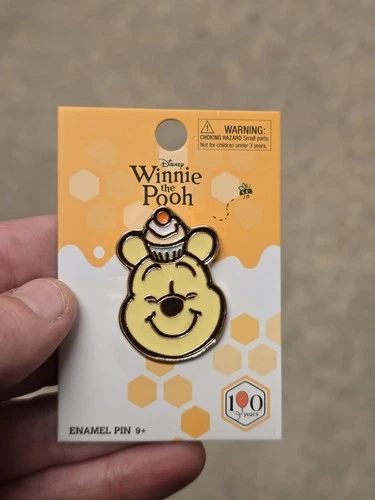 WARNING:
CHOKING HAZARD Small parts
Not for children under 3 years.
Disney
Winnie
the
Pooh
ENAMEL PIN 9+
100
years